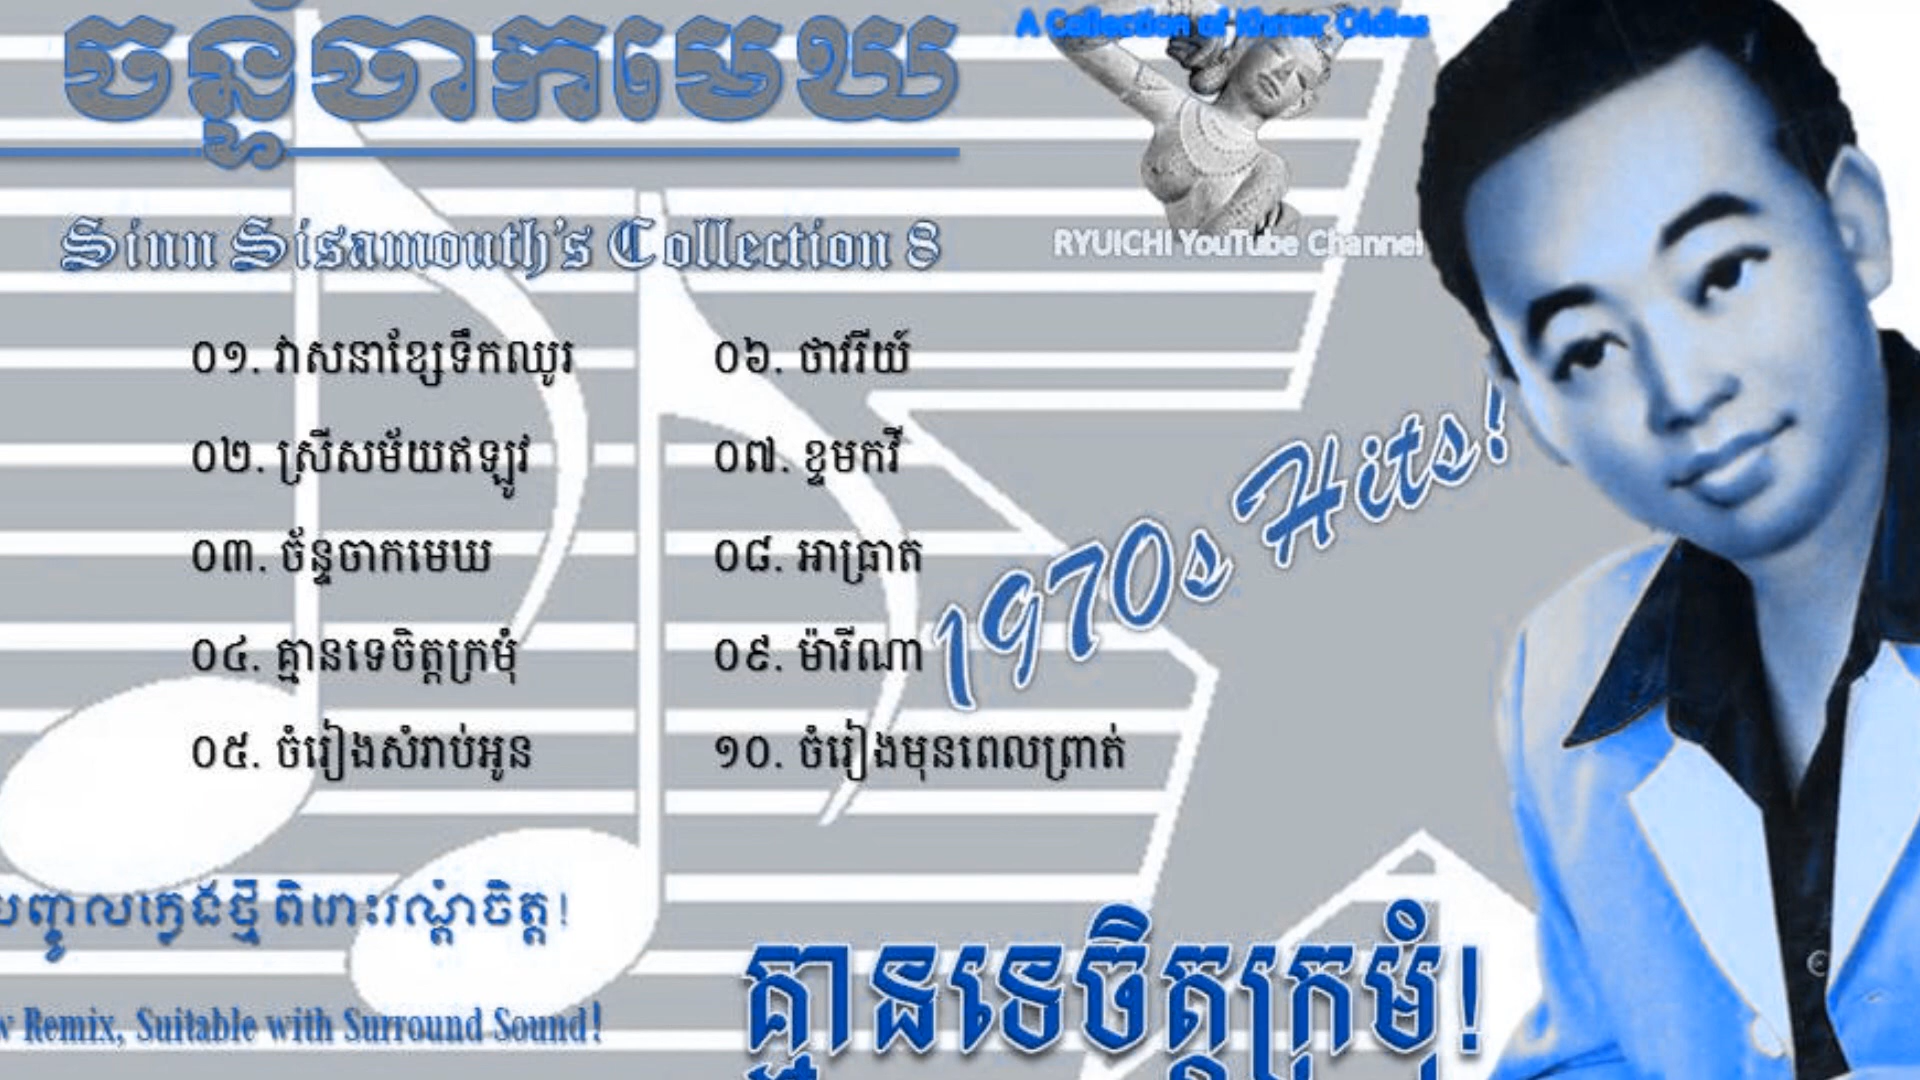 ចន្ទ័ចាកមេឃ
A Collection of Khmer Oldies
RYUICHI YouTube Channel
Sinn Sisamouth's Collection 8
០១. វាសនាខ្សែទឹកឈូរ
០២. ស្រីសម័យឥឡូវ
០៣. ច័ន្ទចាកមេឃ
០៤. គ្មានទេចិត្តក្រមុំ
០៥. ចំរៀងសំរាប់អូន
០៦. ថាវរីយ៍
០៧. ខ្ទមកវី
០៨. អាធ្រាត
០៩. ម៉ារីណា
១០. ចំរៀងមុនពេលព្រាត់
1970s Hits!
បញ្ចូលភ្លេងថ្មី ពិរោះរណ្តំចិត្ត!
Remix, Suitable with Surround Sound!
គ្មានទេចិត្តក្រមុំ!